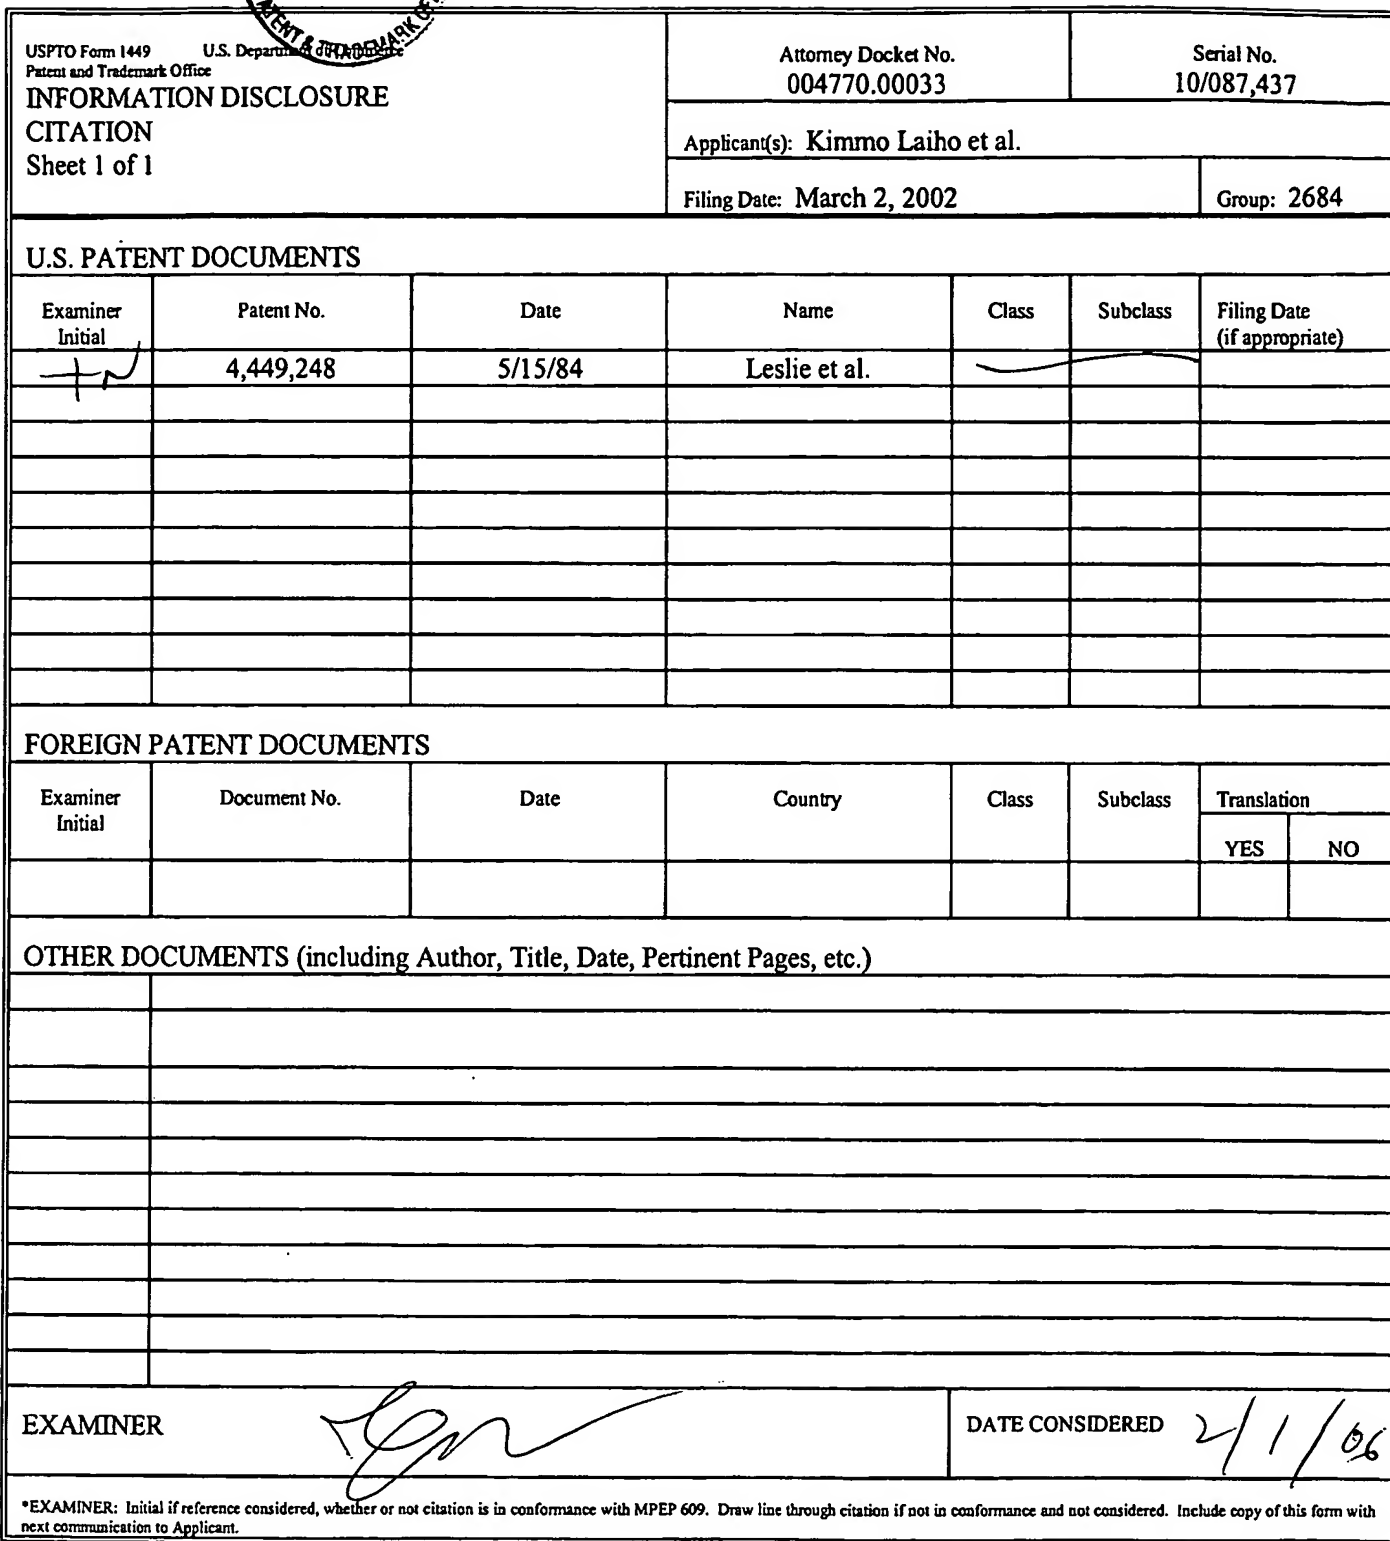 PATENT & TRADEMARK
USPTO Form 1449 U.S. Department of Commerce
Patent and Trademark Office
INFORMATION DISCLOSURE
CITATION
Sheet 1 of 1
Attorney Docket No.
004770.00033
Serial No.
10/087,437
Applicant(s): Kimmo Laiho et al.
Filing Date: March 2, 2002
Group: 2684
U.S. PATENT DOCUMENTS
Examiner
Initial
Patent No.
Date
Name
Class
Subclass
Filing Date
(if appropriate)
4,449,248
5/15/84
Leslie et al.
FOREIGN PATENT DOCUMENTS
Examiner
Initial
Document No.
Date
Country
Class
Subclass
Translation
YES
NO
OTHER DOCUMENTS (including Author, Title, Date, Pertinent Pages, etc.)
EXAMINER
DATE CONSIDERED 2/1/06
*EXAMINER: Initial if reference considered, whether or not citation is in conformance with MPEP 609. Draw line through citation if not in conformance and not considered. Include copy of this form with
next communication to Applicant.